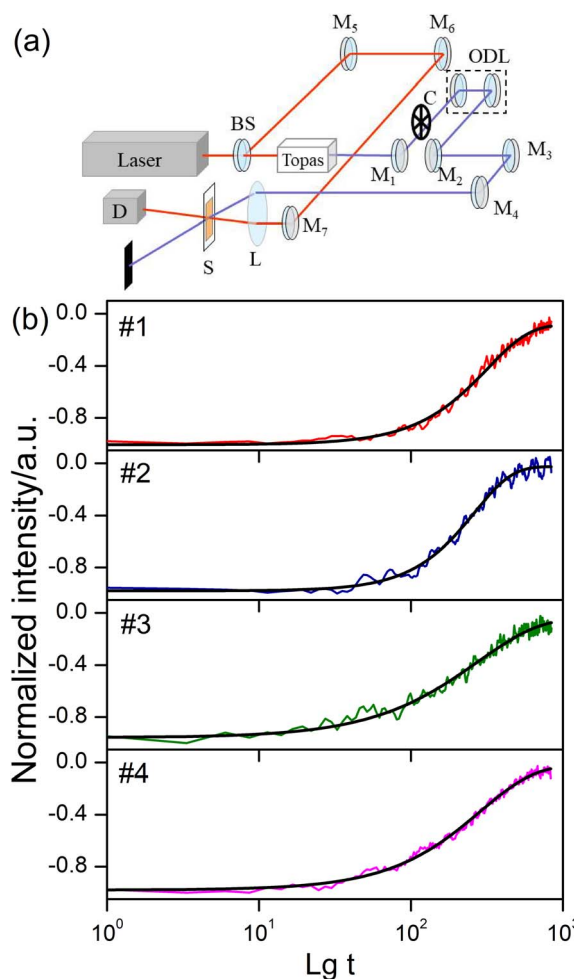 (a)
M5
M6
ODL
C
BS
Laser
Topas
M1
M2
M3
M4
D
S
L
M7
(b)
#1
0.0
-0.4
-0.8
#2
0.0
-0.4
-0.8
#3
0.0
-0.4
-0.8
#4
0.0
-0.4
-0.8
Normalized intensity/a.u.
10^0
10^1
10^2
10^3
Lg t